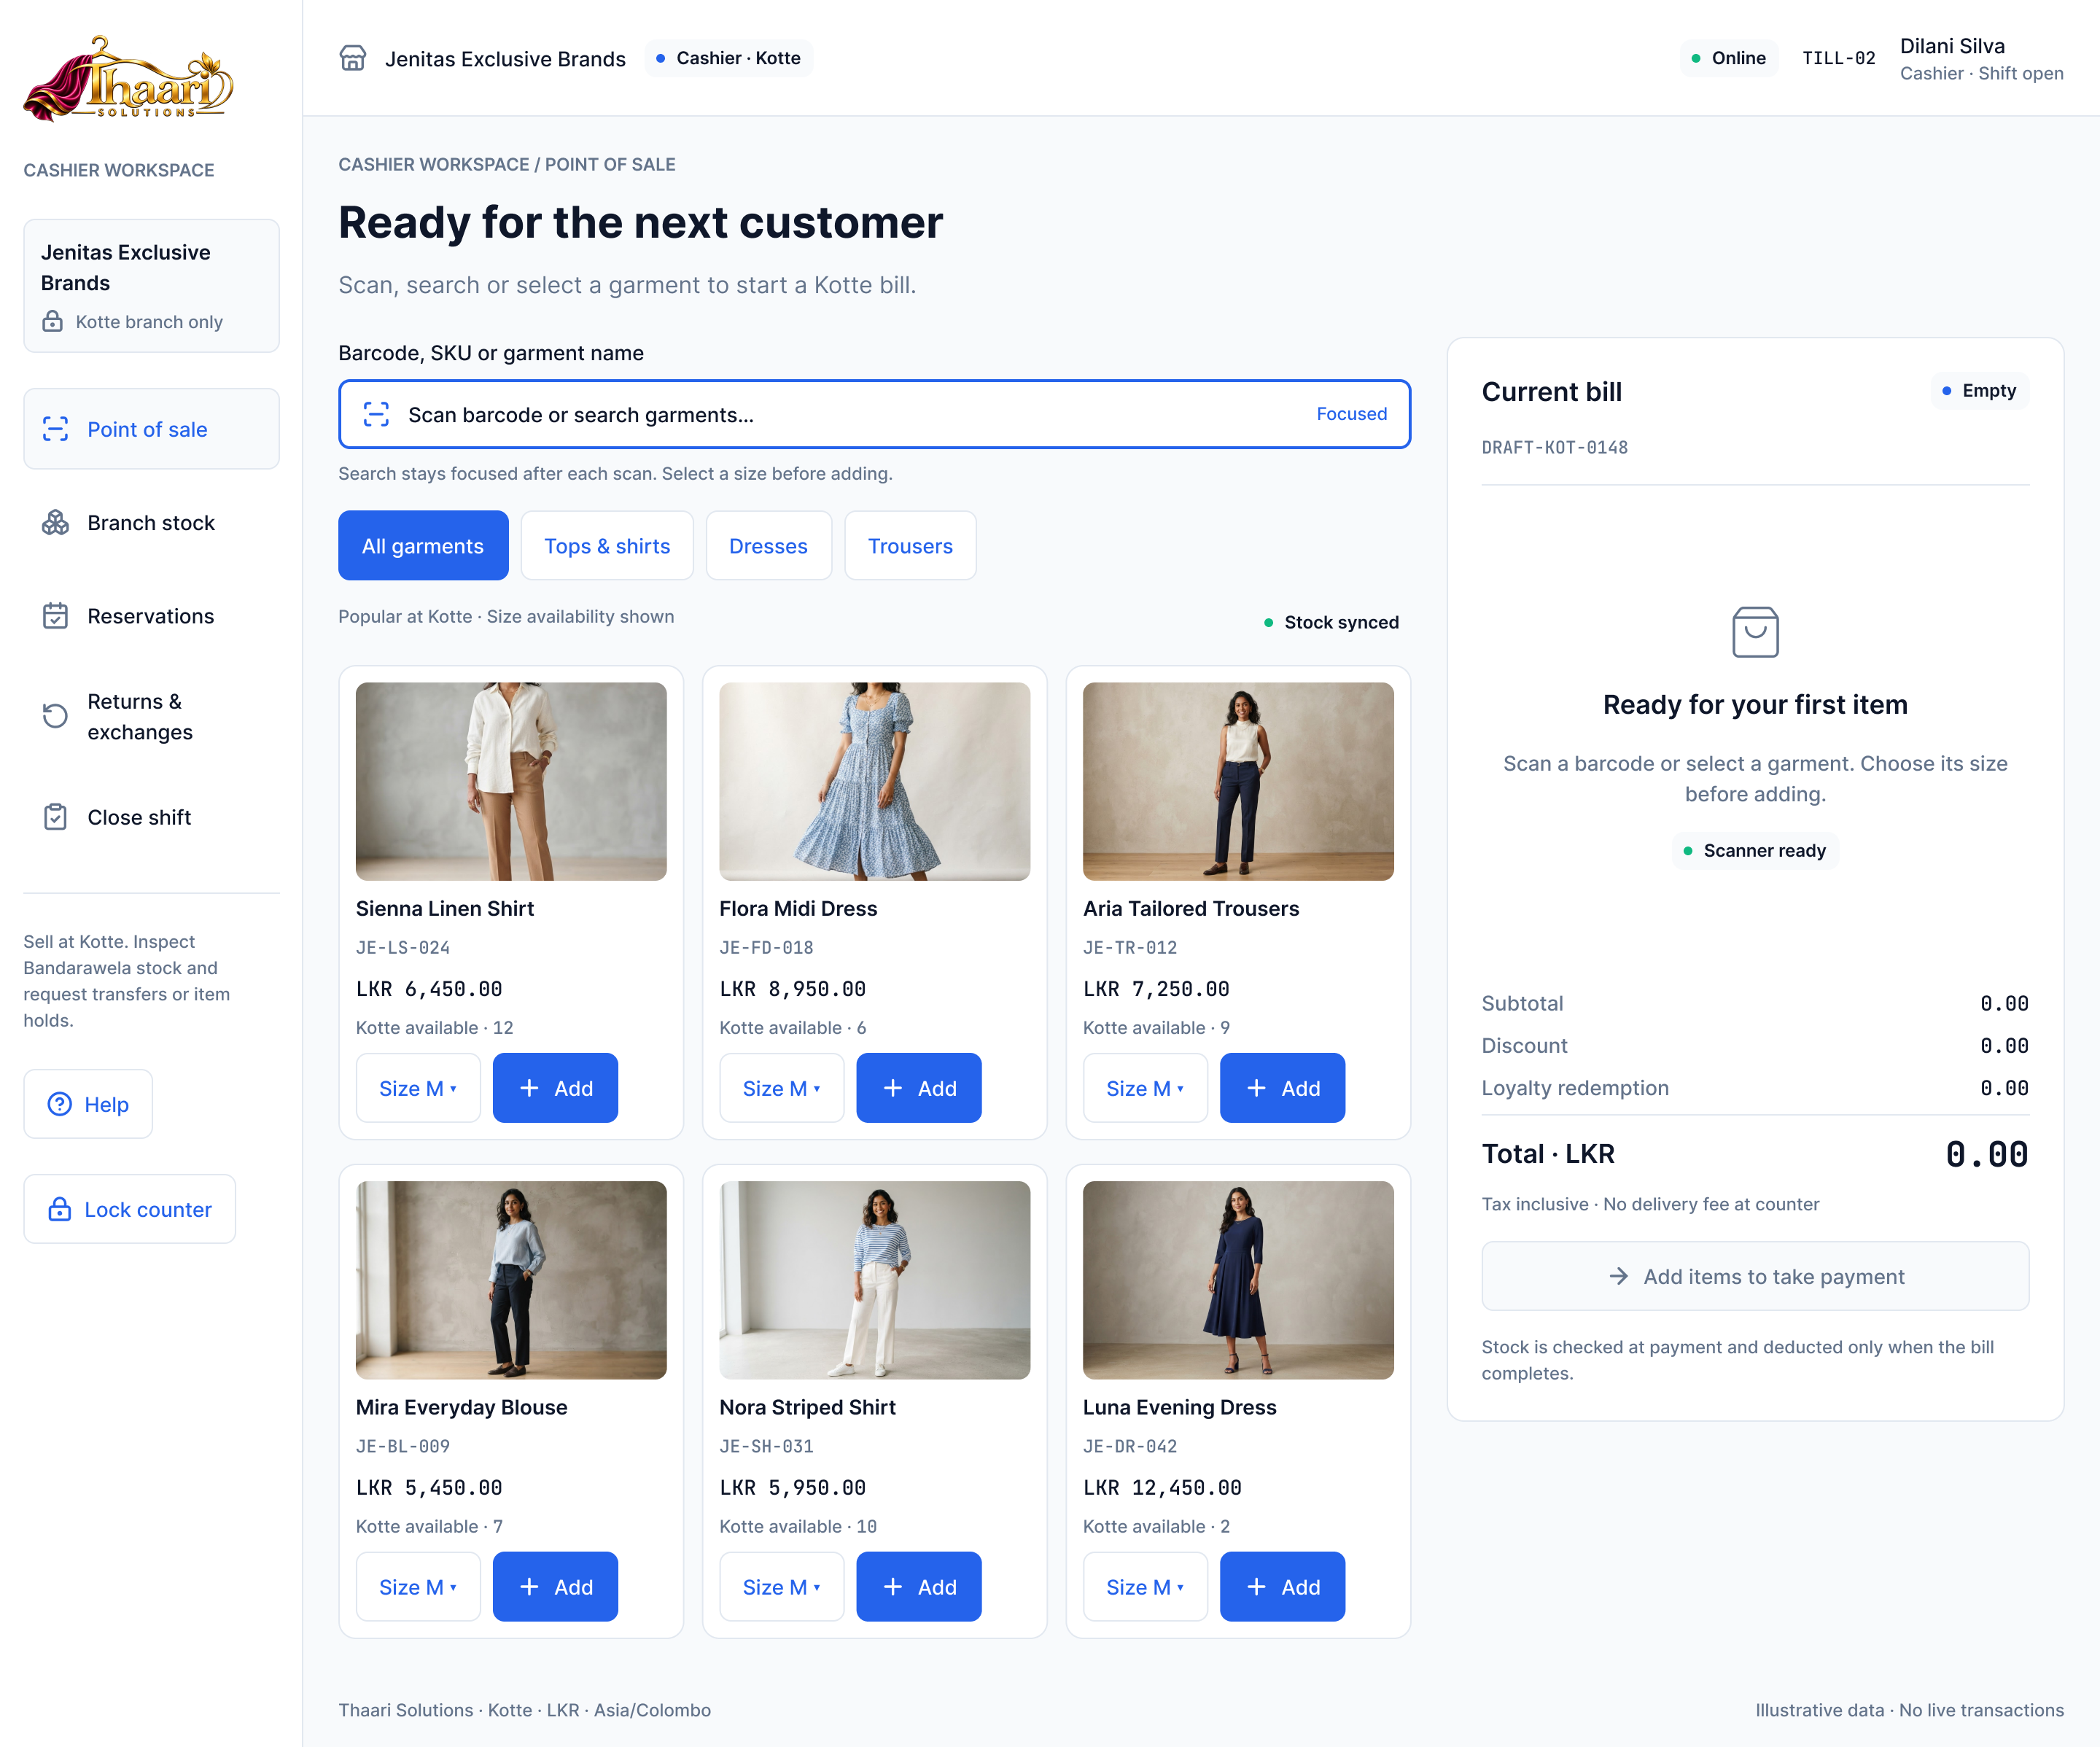 Thaari
SOLUTIONS
CASHIER WORKSPACE
Jenitas Exclusive
Brands
Kotte branch only
Point of sale
Branch stock
Reservations
Returns &
exchanges
Close shift
Sell at Kotte. Inspect
Bandarawela stock and
request transfers or item
holds.
Help
Lock counter
Jenitas Exclusive Brands
Cashier · Kotte
Online
TILL-02
Dilani Silva
Cashier · Shift open
CASHIER WORKSPACE / POINT OF SALE
Ready for the next customer
Scan, search or select a garment to start a Kotte bill.
Barcode, SKU or garment name
Scan barcode or search garments...
Focused
Search stays focused after each scan. Select a size before adding.
All garments
Tops & shirts
Dresses
Trousers
Popular at Kotte · Size availability shown
Stock synced
Sienna Linen Shirt
JE-LS-024
LKR 6,450.00
Kotte available · 12
Size M ▾
+ Add
Flora Midi Dress
JE-FD-018
LKR 8,950.00
Kotte available · 6
Size M ▾
+ Add
Aria Tailored Trousers
JE-TR-012
LKR 7,250.00
Kotte available · 9
Size M ▾
+ Add
Mira Everyday Blouse
JE-BL-009
LKR 5,450.00
Kotte available · 7
Size M ▾
+ Add
Nora Striped Shirt
JE-SH-031
LKR 5,950.00
Kotte available · 10
Size M ▾
+ Add
Luna Evening Dress
JE-DR-042
LKR 12,450.00
Kotte available · 2
Size M ▾
+ Add
Current bill
Empty
DRAFT-KOT-0148
Ready for your first item
Scan a barcode or select a garment. Choose its size
before adding.
Scanner ready
Subtotal 0.00
Discount 0.00
Loyalty redemption 0.00
Total · LKR 0.00
Tax inclusive · No delivery fee at counter
Add items to take payment
Stock is checked at payment and deducted only when the bill
completes.
Thaari Solutions · Kotte · LKR · Asia/Colombo
Illustrative data · No live transactions